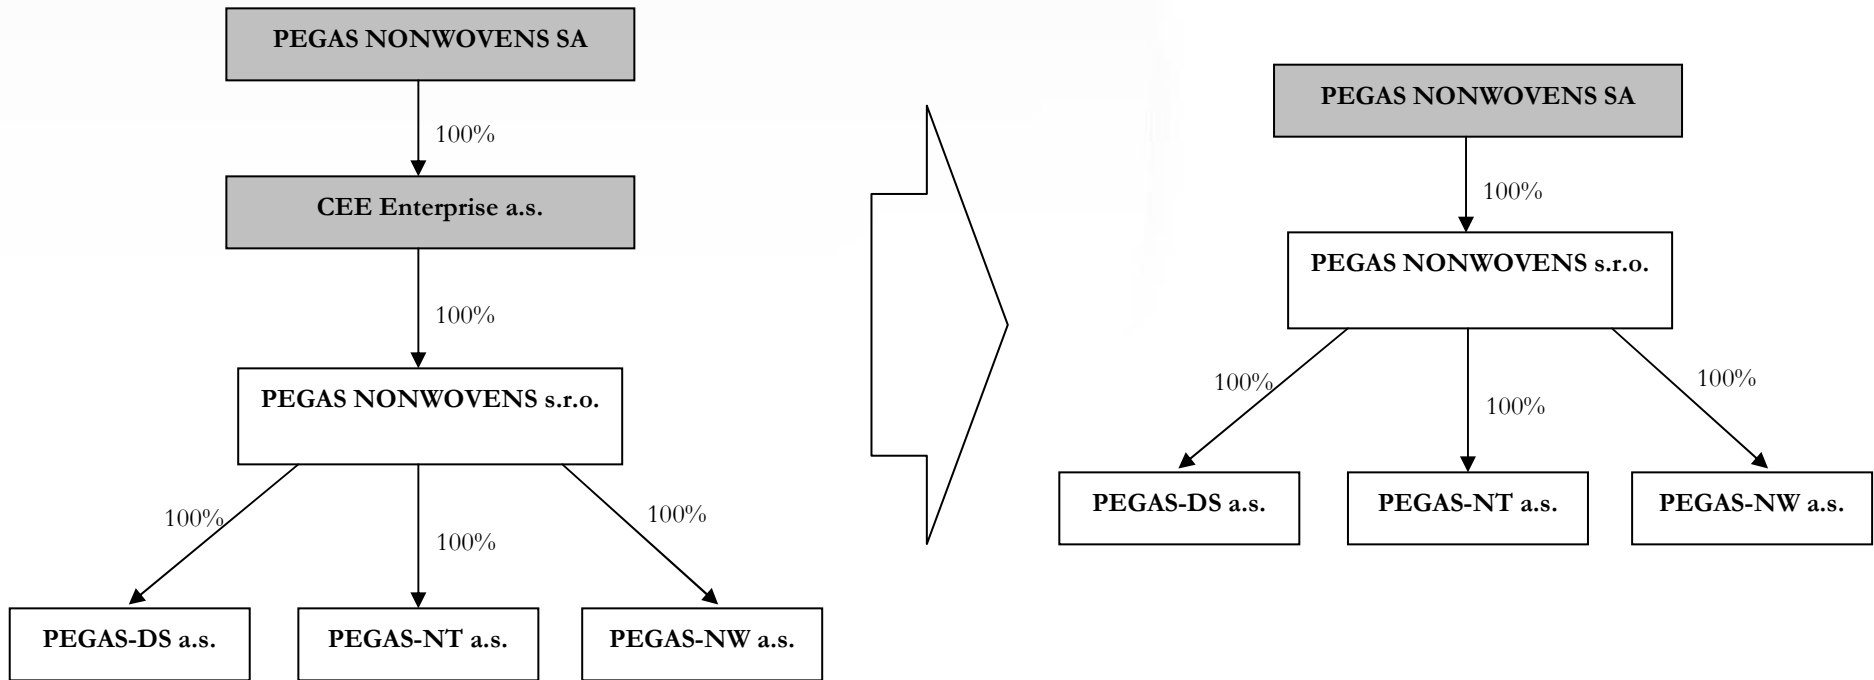 PEGAS NONWOVENS SA
100%
CEE Enterprise a.s.
100%
PEGAS NONWOVENS s.r.o.
100%
100%
100%
PEGAS-DS a.s.
PEGAS-NT a.s.
PEGAS-NW a.s.
PEGAS NONWOVENS SA
100%
PEGAS NONWOVENS s.r.o.
100%
100%
100%
PEGAS-DS a.s.
PEGAS-NT a.s.
PEGAS-NW a.s.